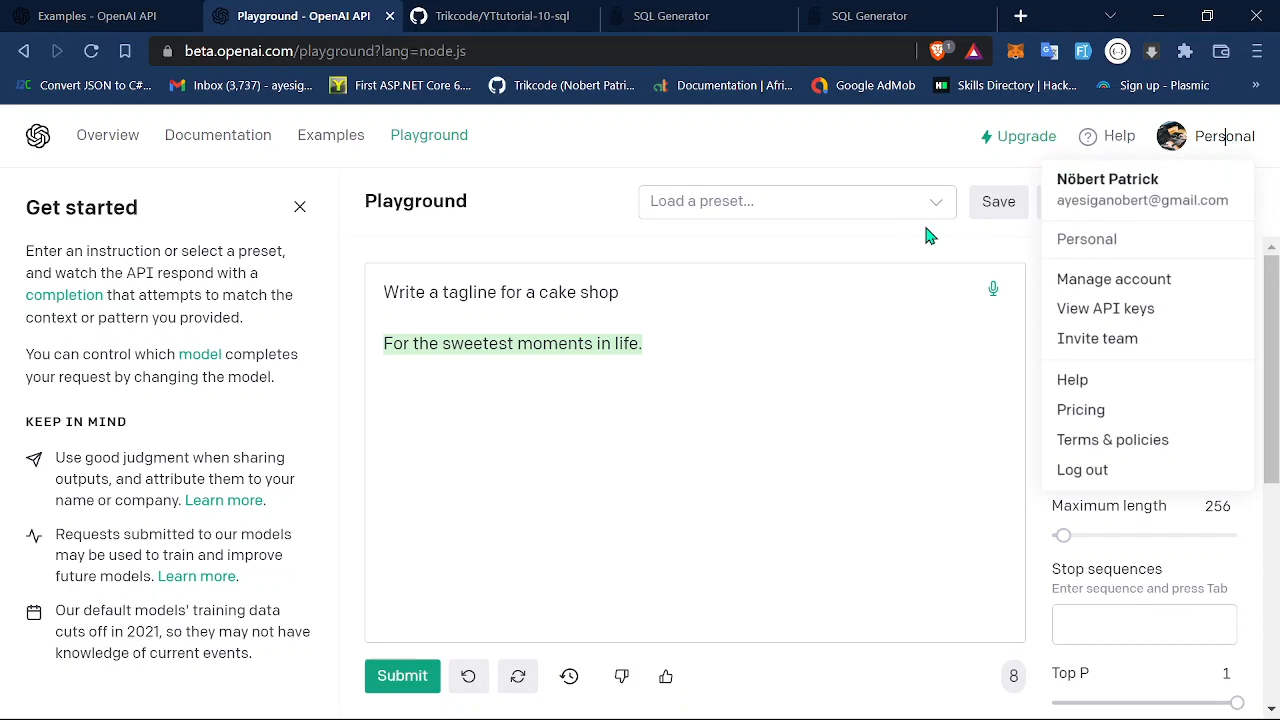 Examples - OpenAI API
Playground - OpenAI API
Trikcode/YTtutorial-10-sql
SQL Generator
SQL Generator
beta.openai.com/playground?lang=node.js
1
Convert JSON to C#...
Inbox (3,737) - ayesig...
First ASP.NET Core 6....
Trikcode (Nobert Patri...
Documentation | Afri...
Google AdMob
Skills Directory | Hack...
Sign up - Plasmic
Overview
Documentation
Examples
Playground
Upgrade
Help
Personal
Get started
Enter an instruction or select a preset,
and watch the API respond with a
completion that attempts to match the
context or pattern you provided.
You can control which model completes
your request by changing the model.
KEEP IN MIND
Use good judgment when sharing
outputs, and attribute them to your
name or company. Learn more.
Requests submitted to our models
may be used to train and improve
future models. Learn more.
Our default models' training data
cuts off in 2021, so they may not have
knowledge of current events.
Playground
Load a preset...
Save
Write a tagline for a cake shop
For the sweetest moments in life.
Submit
8
Nöbert Patrick
ayesiganobert@gmail.com
Personal
Manage account
View API keys
Invite team
Help
Pricing
Terms & policies
Log out
Maximum length 256
Stop sequences
Enter sequence and press Tab
Top P 1